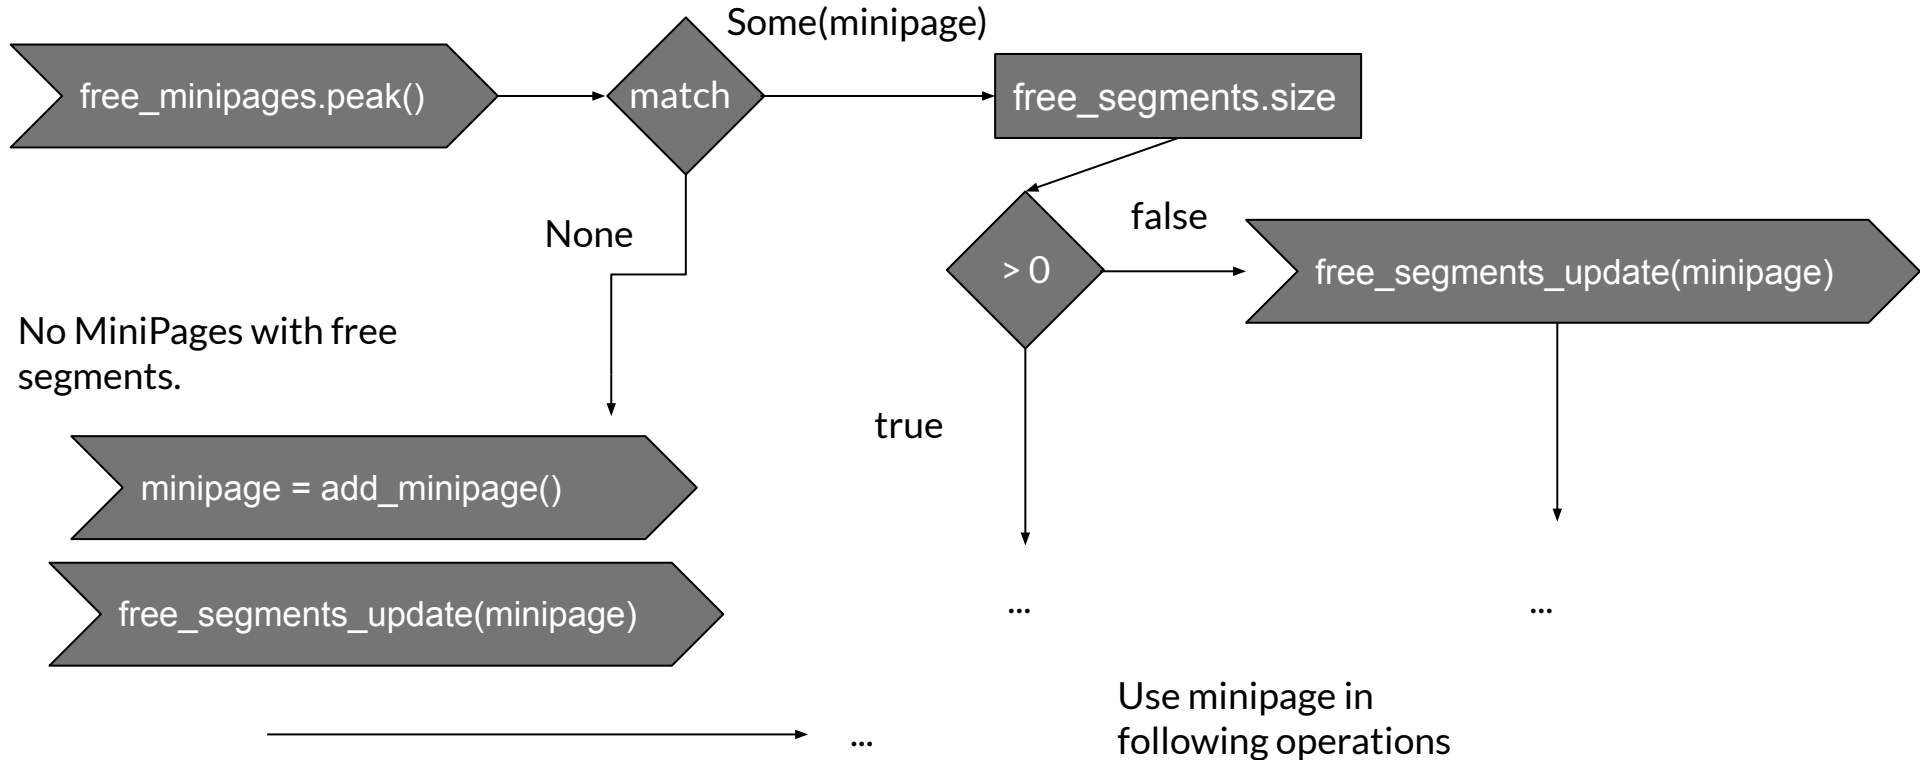 Some(minipage)
free_minipages.peak()
match
free_segments.size
None
false
> 0
free_segments_update(minipage)
No MiniPages with free
segments.
true
minipage = add_minipage()
free_segments_update(minipage)
...
...
Use minipage in
following operations
...